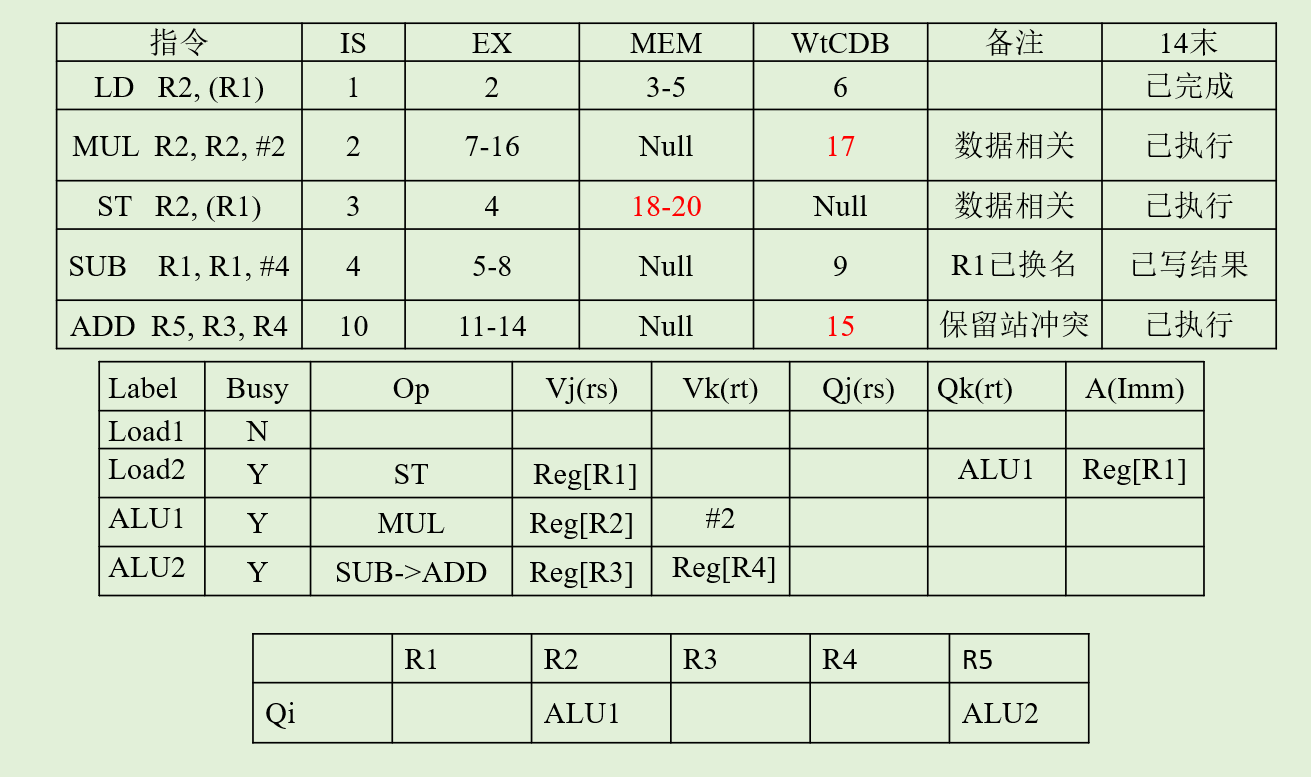 指令 IS EX MEM WtCDB 备注 14末
LD R2, (R1) 1 2 3-5 6 已完成
MUL R2, R2, #2 2 7-16 Null 17 数据相关 已执行
ST R2, (R1) 3 4 18-20 Null 数据相关 已执行
SUB R1, R1, #4 4 5-8 Null 9 R1已换名 已写结果
ADD R5, R3, R4 10 11-14 Null 15 保留站冲突 已执行
Label Busy Op Vj(rs) Vk(rt) Qj(rs) Qk(rt) A(Imm)
Load1 N
Load2 Y ST Reg[R1] ALU1 Reg[R1]
ALU1 Y MUL Reg[R2] #2
ALU2 Y SUB->ADD Reg[R3] Reg[R4]
R1 R2 R3 R4 R5
Qi ALU1 ALU2